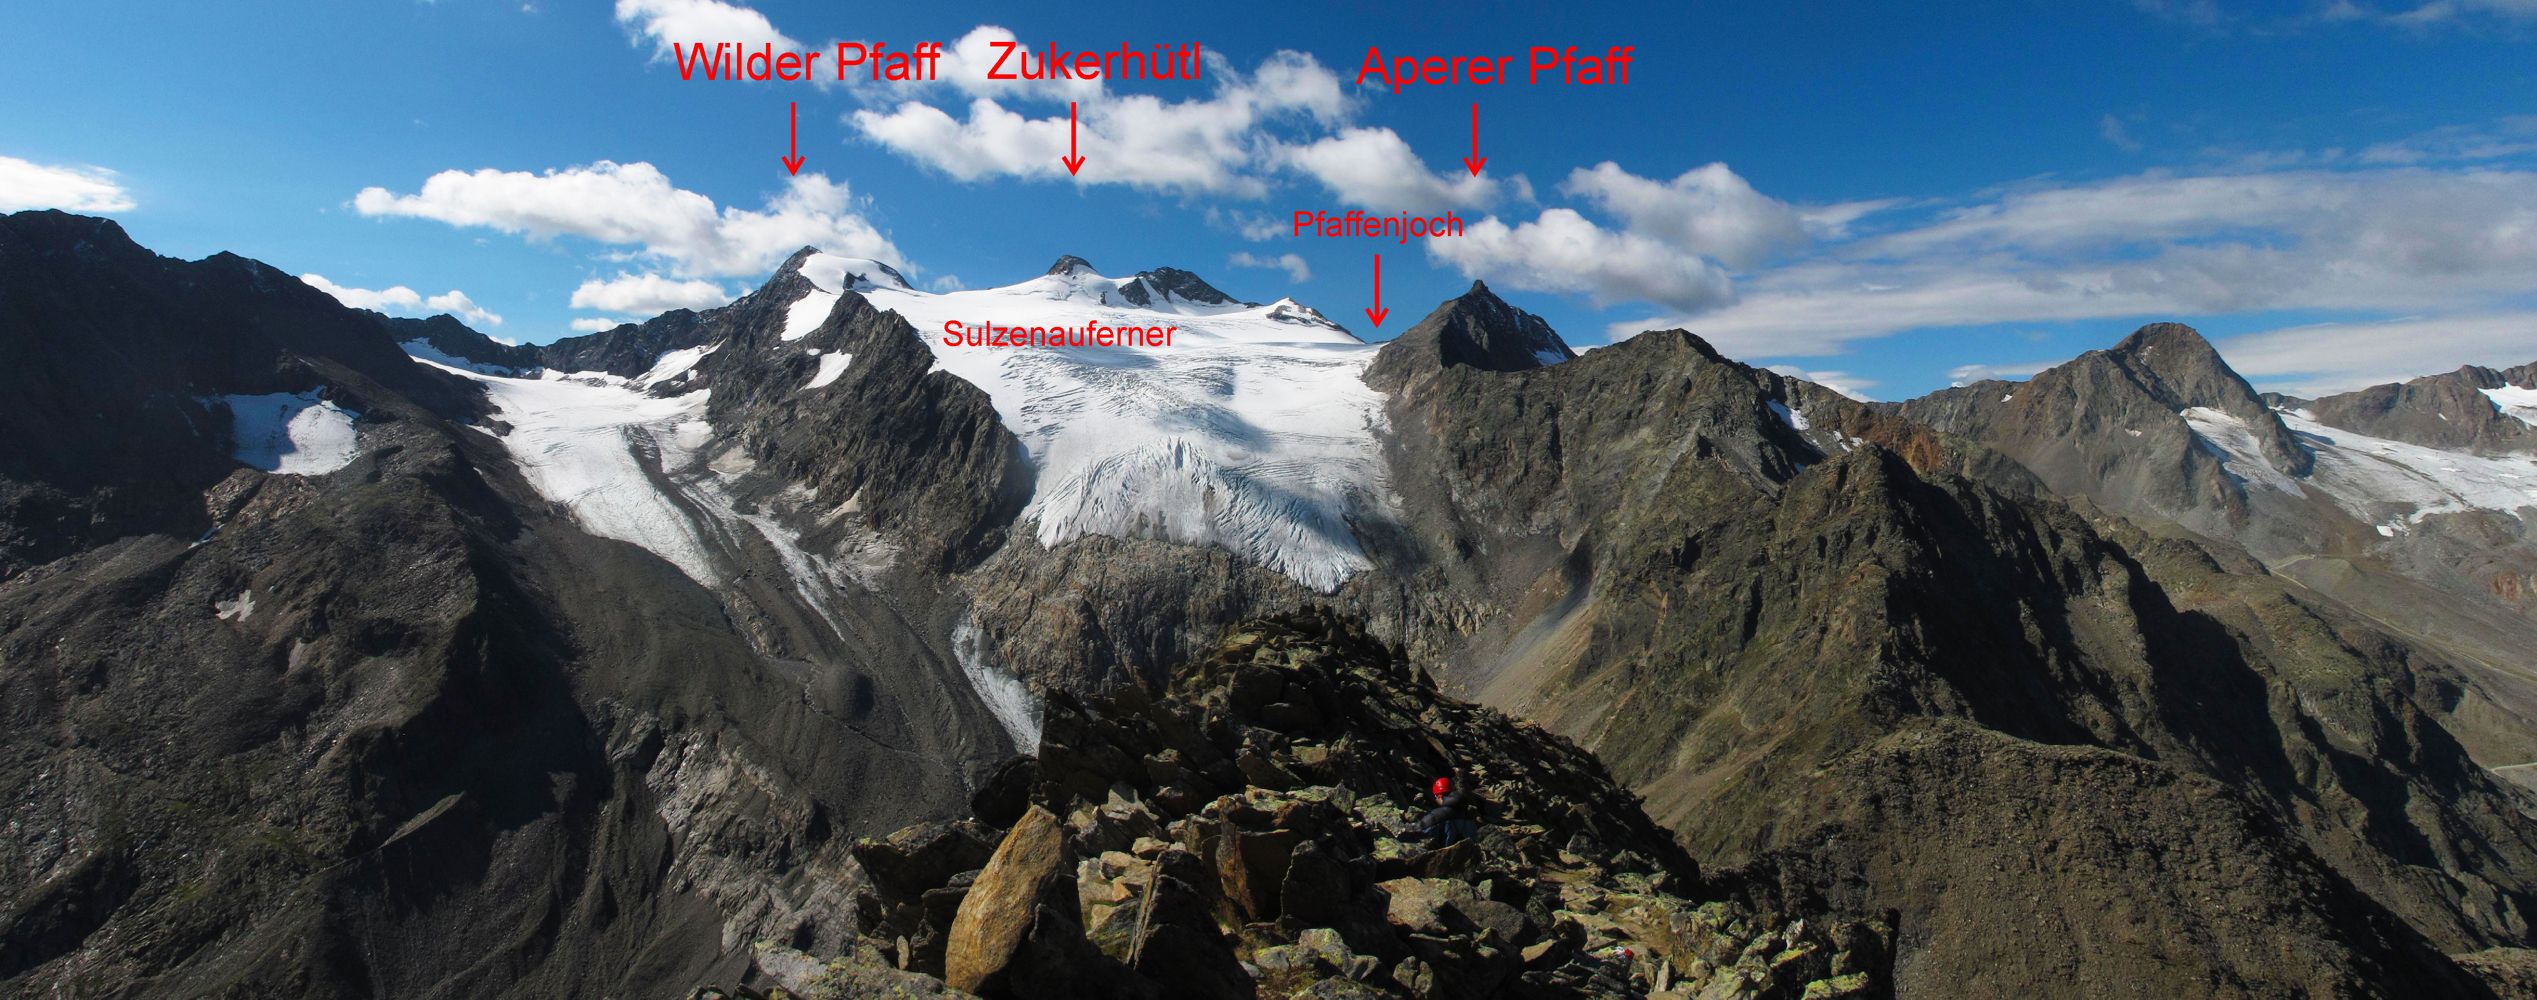 Wilder Pfaff
Zukerhütl
Aperer Pfaff
Pfaffenjoch
Sulzenauferner